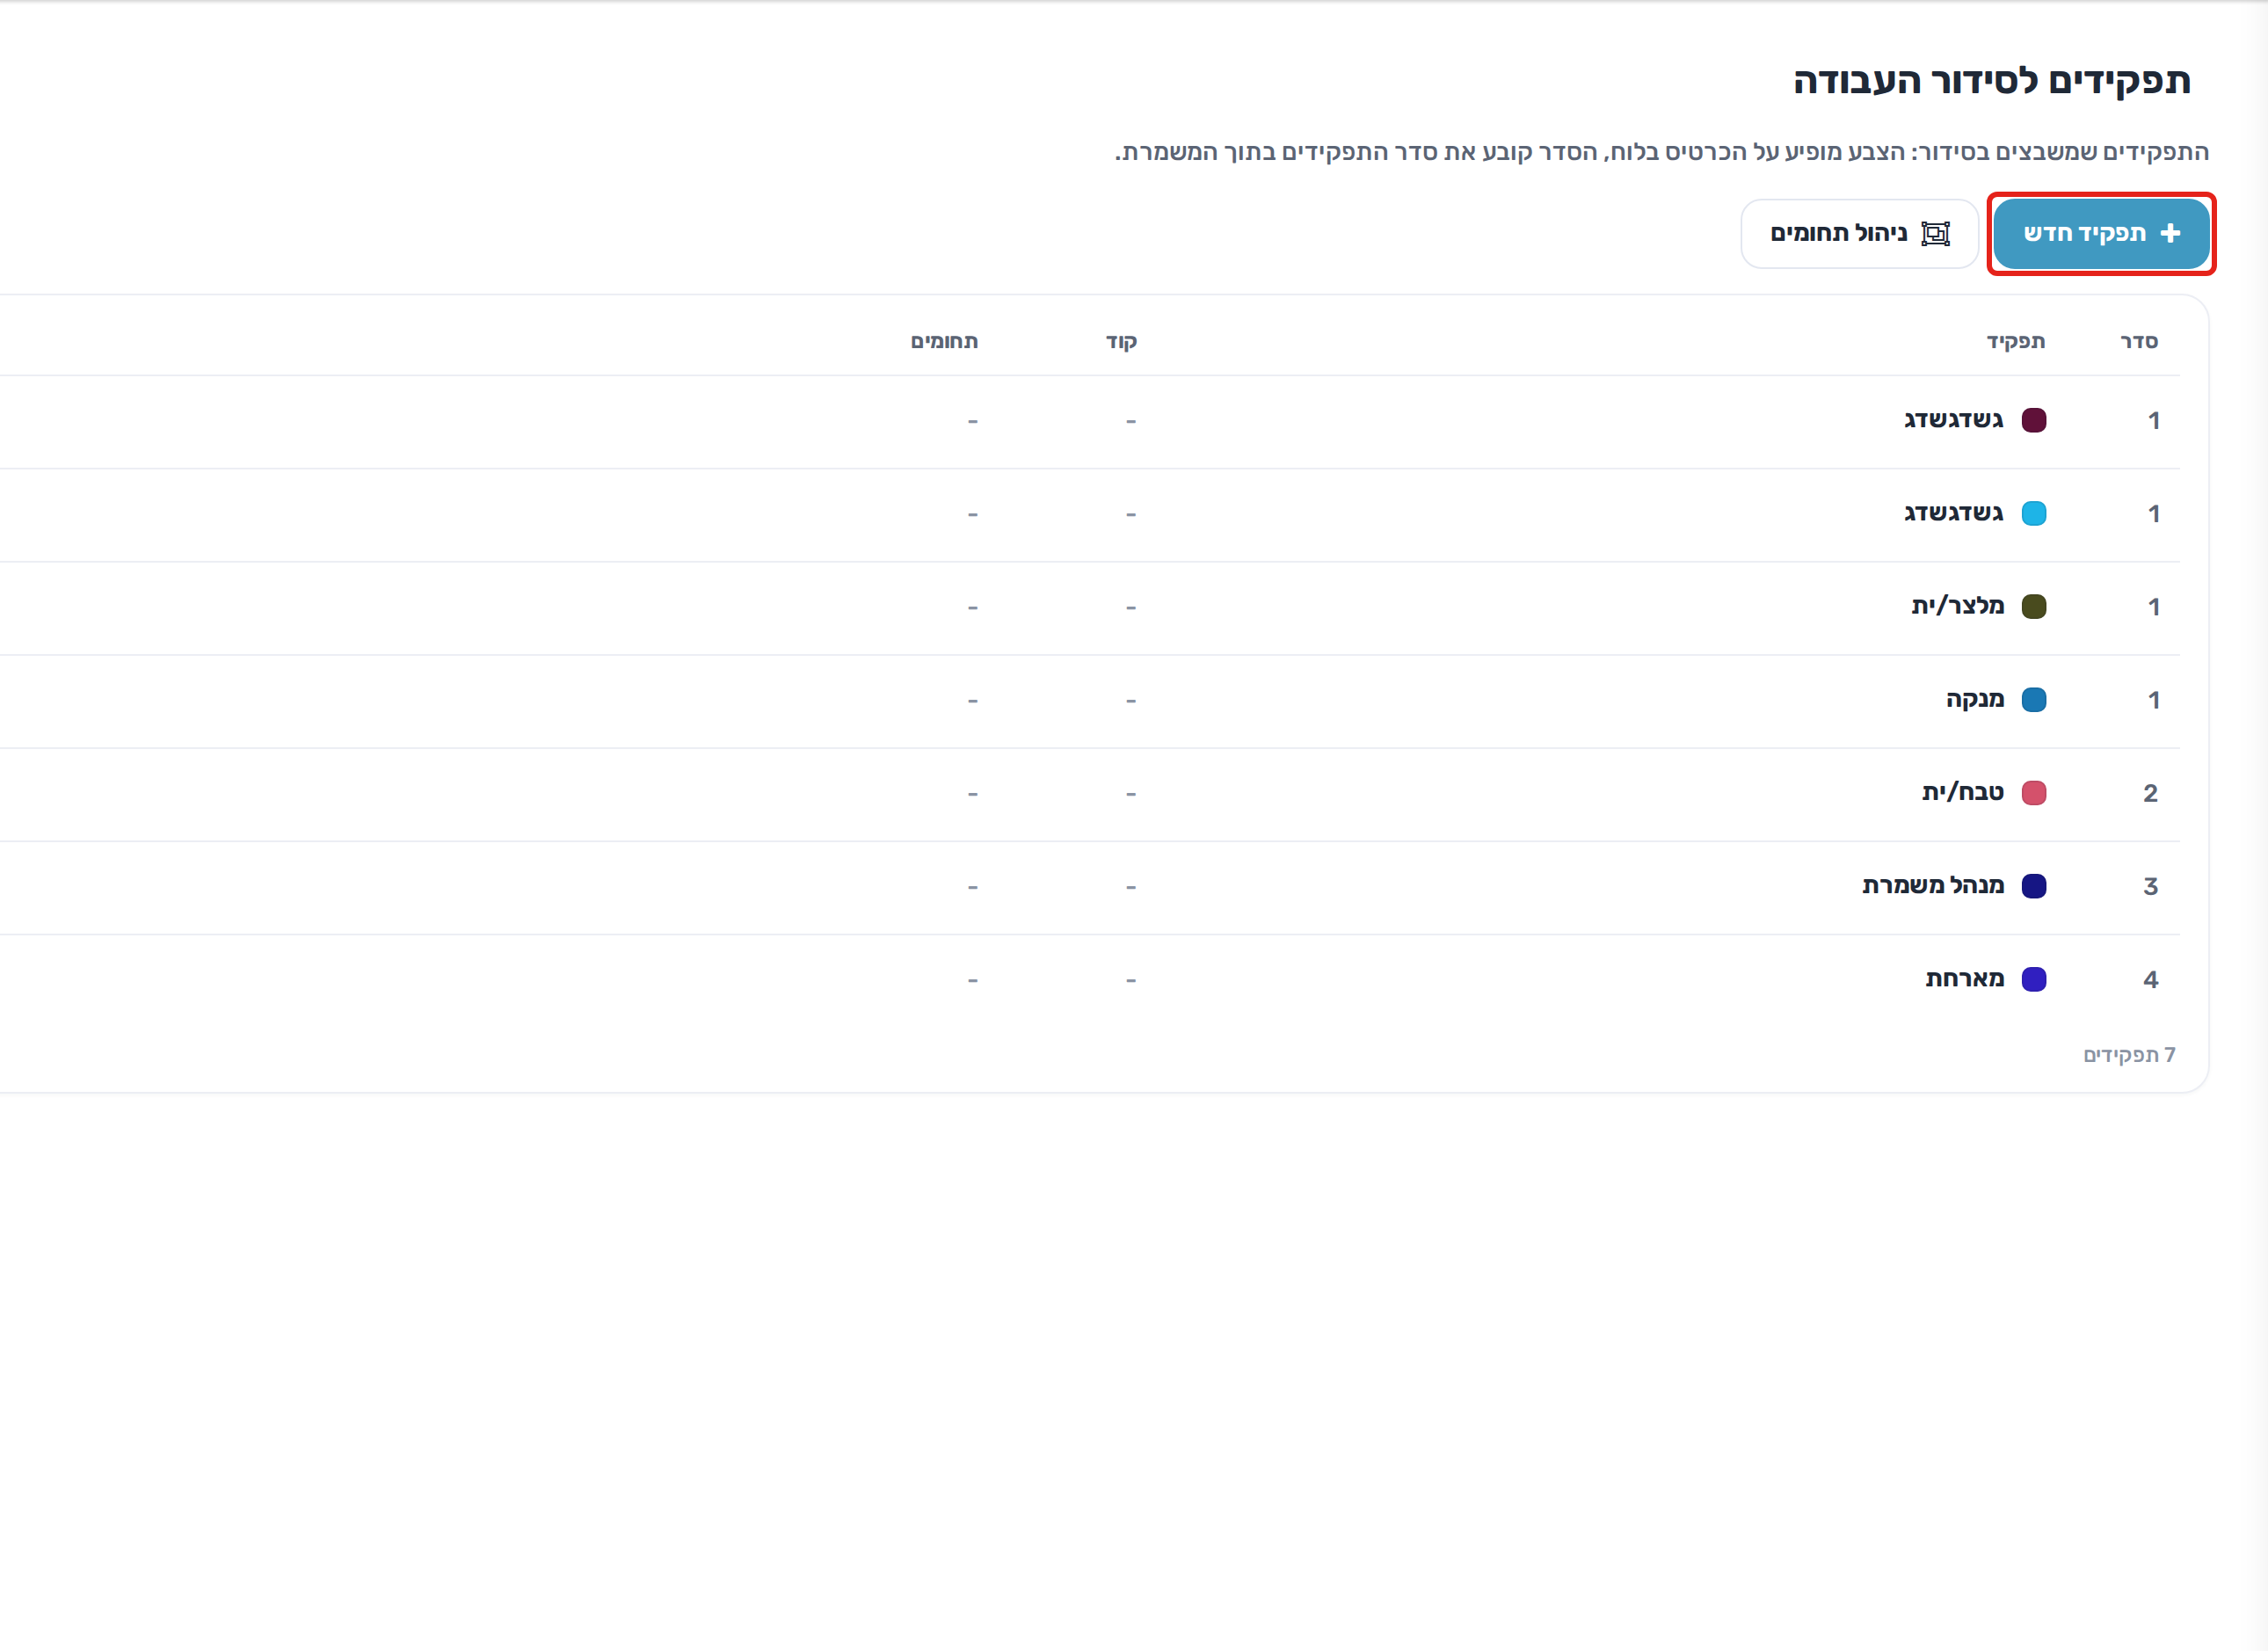 תפקידים לסידור העבודה
התפקידים שמשבצים בסידור: הצבע מופיע על הכרטיס בלוח, הסדר קובע את סדר התפקידים בתוך המשמרת.
+ תפקיד חדש ניהול תחומים
סדר תפקיד קוד תחומים
1 גשדגשדג - -
1 גשדגשדג - -
1 מלצר/ית - -
1 מנקה - -
2 טבח/ית - -
3 מנהל משמרת - -
4 מארחת - -
7 תפקידים